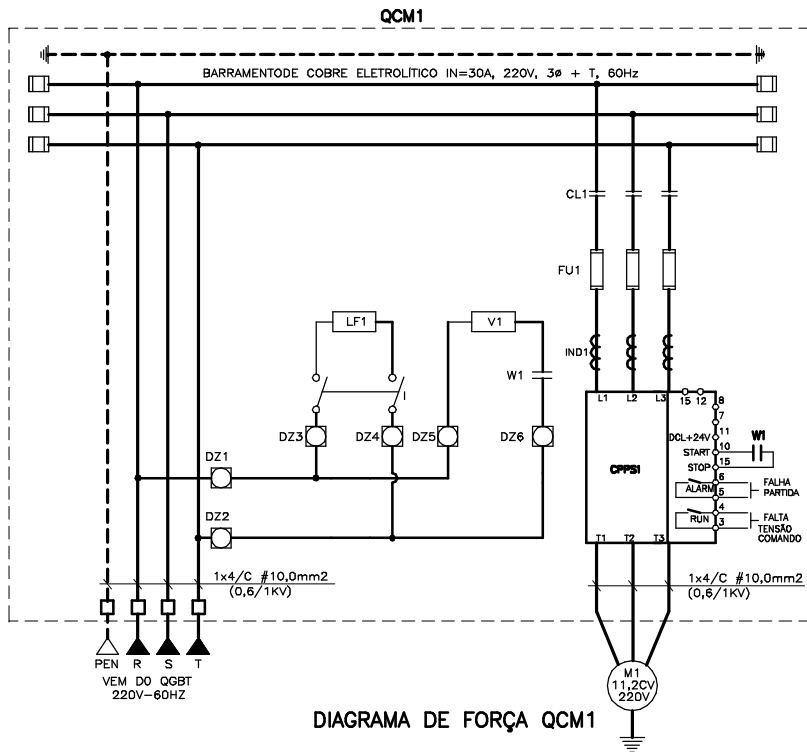 QCM1
BARRAMENTODE COBRE ELETROLÍTICO IN=30A, 220V, 3ø + T, 60Hz
CL1
FU1
LF1
V1
IND1
W1
L1
L2
L3
15
12
8
7
11
DCL+24V
10
START
W1
15
STOP
DZ3
DZ4
DZ5
DZ6
CPPS1
6
ALARM
5
FALHA
PARTIDA
4
RUN
3
FALTA
TENSÃO
COMANDO
DZ1
DZ2
T1
T2
T3
1x4/C #10,0mm2
(0,6/1KV)
1x4/C #10,0mm2
(0,6/1KV)
PEN
R
S
T
VEM DO QGBT
220V-60HZ
M1
11,2CV
220V
DIAGRAMA DE FORÇA QCM1